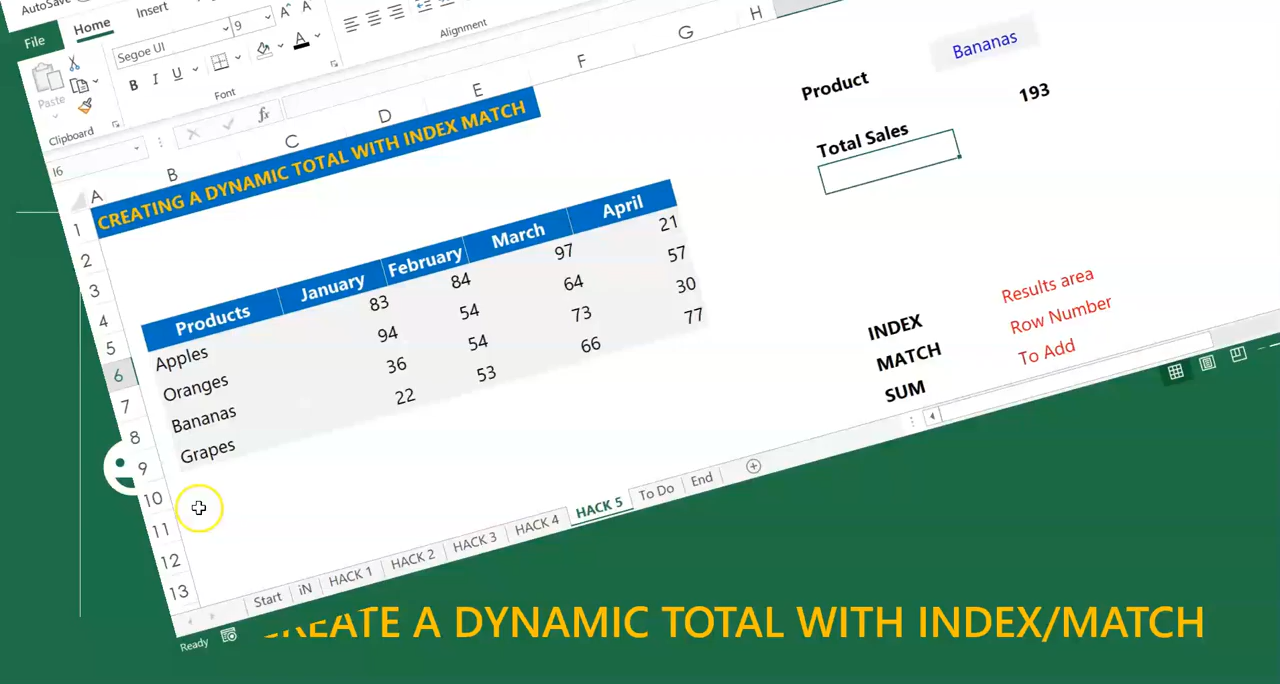 AutoSave
File
Home
Insert
Segoe UI
9
A
A
Paste
B
I
U
A
Clipboard
Font
Alignment
I6
fx
A
B
C
D
E
F
G
H
1
2
3
4
5
6
7
8
9
10
11
12
13
CREATING A DYNAMIC TOTAL WITH INDEX MATCH
Products January February March April
Apples 83 84 97 21
Oranges 94 54 64 57
Bananas 36 54 73 30
Grapes 22 53 66 77
Product Bananas
193
Total Sales
INDEX Results area
MATCH Row Number
SUM To Add
Start
iN
HACK 1
HACK 2
HACK 3
HACK 4
HACK 5
To Do
End
Ready
CREATE A DYNAMIC TOTAL WITH INDEX/MATCH